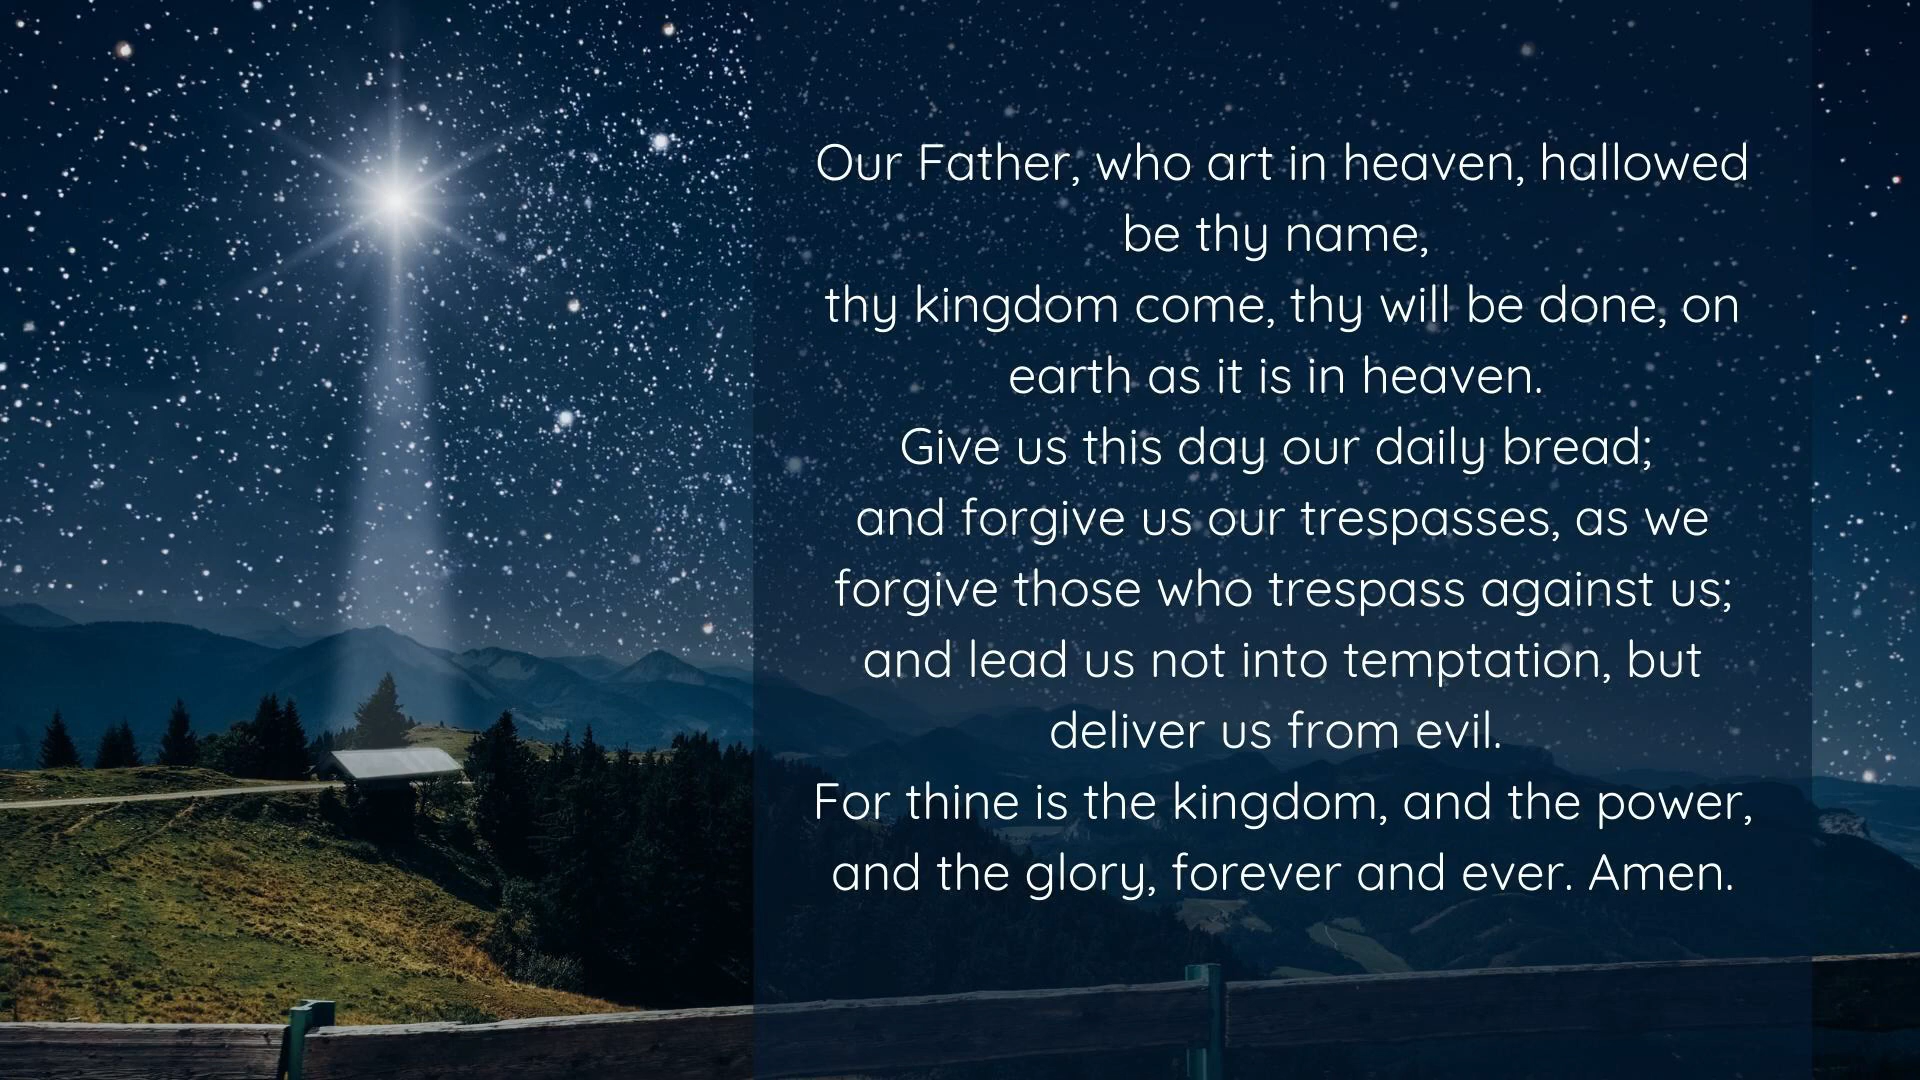 Our Father, who art in heaven, hallowed
be thy name,
thy kingdom come, thy will be done, on
earth as it is in heaven.
Give us this day our daily bread;
and forgive us our trespasses, as we
forgive those who trespass against us;
and lead us not into temptation, but
deliver us from evil.
For thine is the kingdom, and the power,
and the glory, forever and ever. Amen.